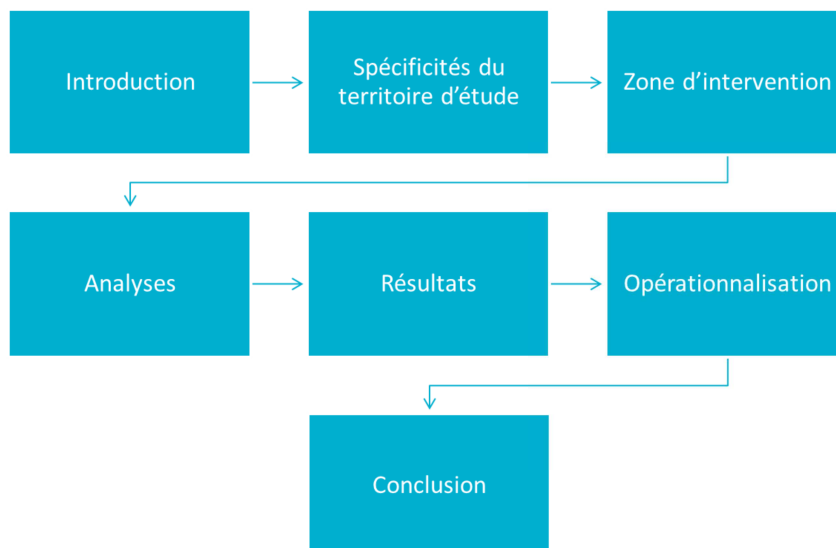 Introduction
Spécificités du
territoire d'étude
Zone d'intervention
Analyses
Résultats
Opérationnalisation
Conclusion